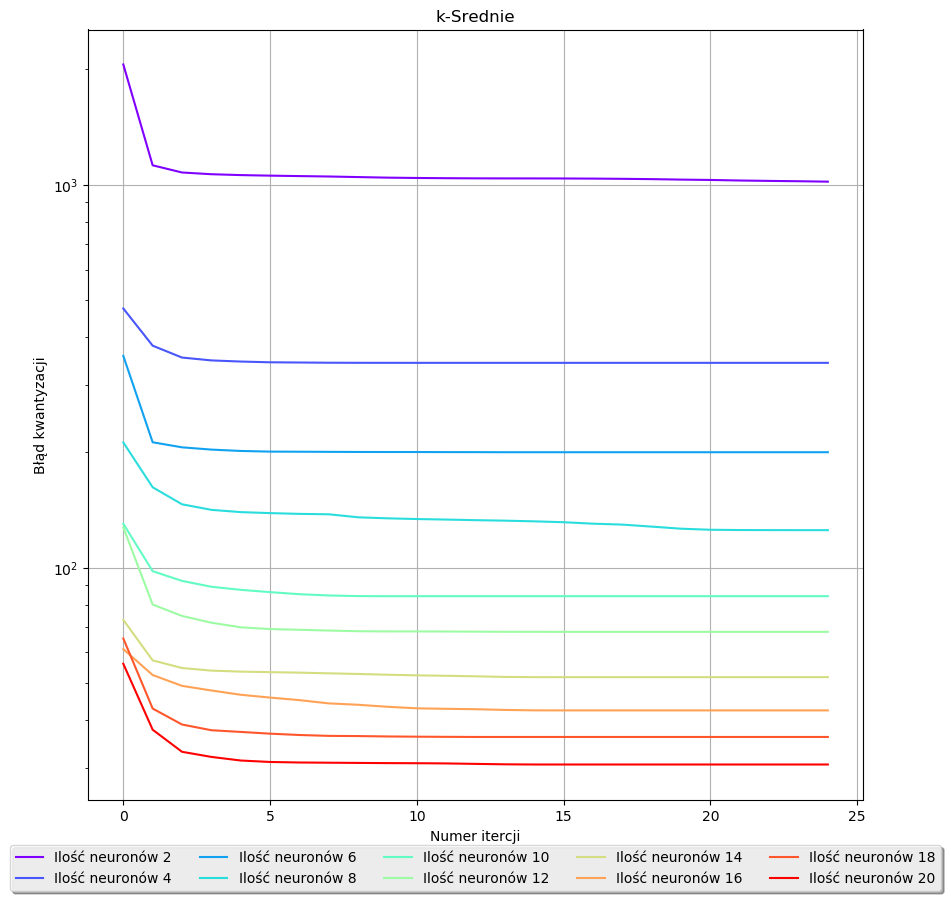 k-Srednie
10³
10²
Błąd kwantyzacji
0 5 10 15 20 25
Numer itercji
Ilość neuronów 2 Ilość neuronów 6 Ilość neuronów 10 Ilość neuronów 14 Ilość neuronów 18
Ilość neuronów 4 Ilość neuronów 8 Ilość neuronów 12 Ilość neuronów 16 Ilość neuronów 20